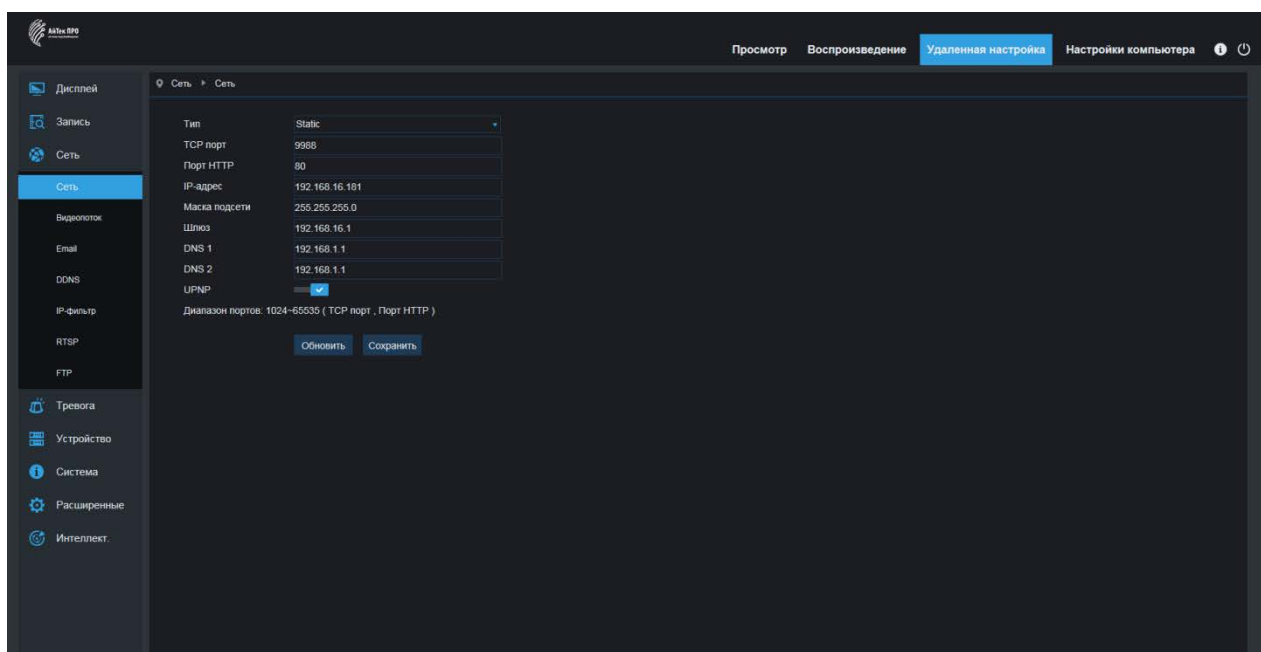 АйТек ПРО
Просмотр Воспроизведение Удаленная настройка Настройки компьютера
Дисплей
Запись
Сеть
Сеть
Видеопоток
Email
DDNS
IP-фильтр
RTSP
FTP
Тревога
Устройство
Система
Расширенные
Интеллект.
Сеть Сеть
Тип Static
TCP порт 9988
Порт HTTP 80
IP-адрес 192.168.16.181
Маска подсети 255.255.255.0
Шлюз 192.168.16.1
DNS 1 192.168.1.1
DNS 2 192.168.1.1
UPNP
Диапазон портов: 1024~65535 ( TCP порт , Порт HTTP )
Обновить Сохранить